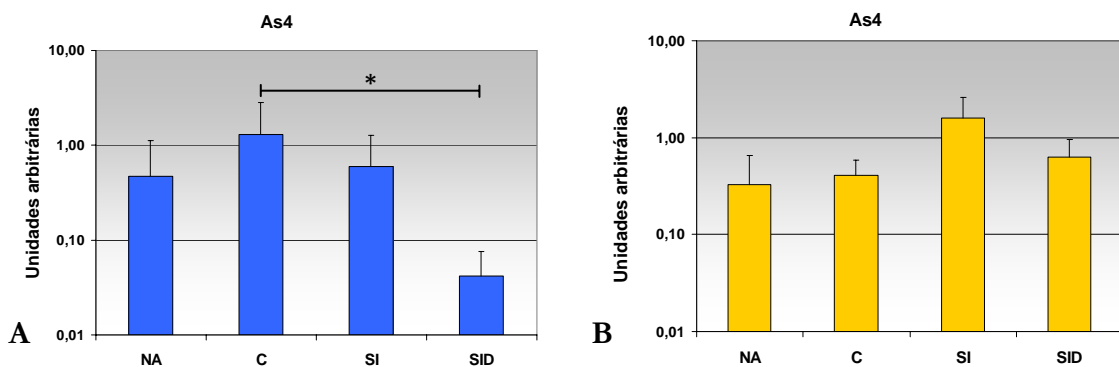 As4
10,00
1,00
0,10
0,01
Unidades arbitrárias
*
NA C SI SID
A
As4
10,00
1,00
0,10
0,01
Unidades arbitrárias
NA C SI SID
B